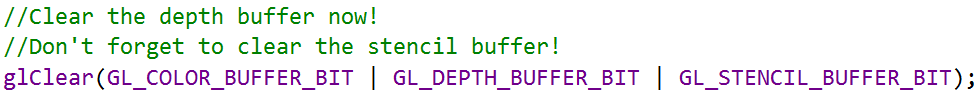 //Clear the depth buffer now!
//Don't forget to clear the stencil buffer!
glClear(GL_COLOR_BUFFER_BIT | GL_DEPTH_BUFFER_BIT | GL_STENCIL_BUFFER_BIT);